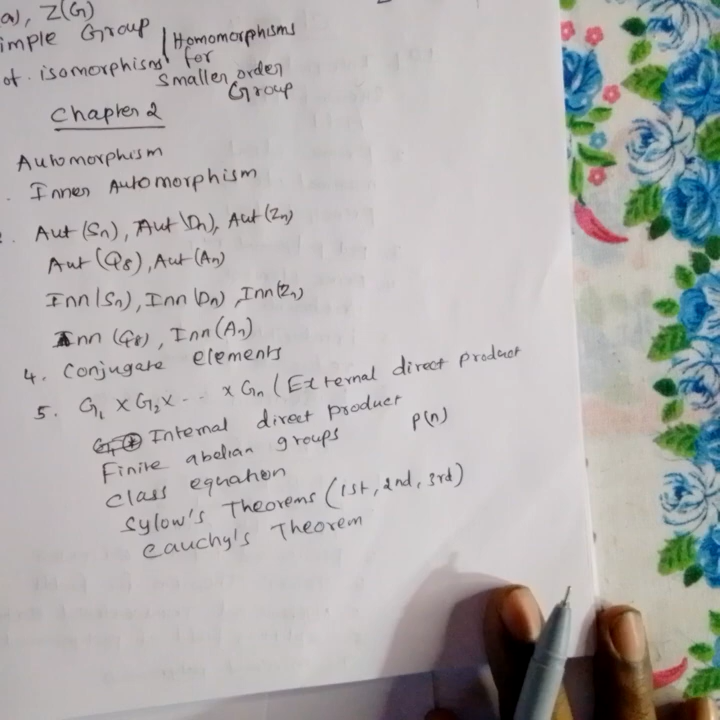 a), Z(G)
imple Group / Homomorphisms
of isomorphisms for
smaller order
Group
Chapter 2
Automorphism
. Inner Automorphism
. Aut (Sn), Aut (Dn), Aut (Zn)
Aut (Q8), Aut (An)
Inn (Sn), Inn (Dn), Inn (Zn)
Inn (Q8), Inn (An)
4. Conjugate elements
5. G1 x G2 x ... x Gn (External direct product
Internal direct product
Finite abelian groups P(n)
Class equation
Sylow's Theorems (1st, 2nd, 3rd)
Cauchy's Theorem